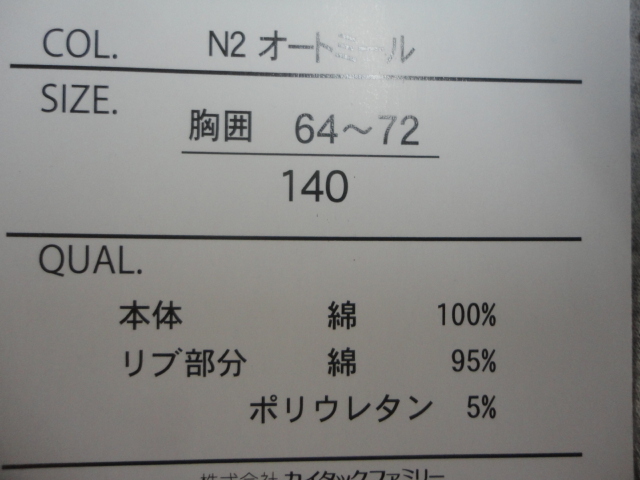 COL. N2 オートミール
SIZE.
胸囲 64～72
140
QUAL.
本体 綿 100%
リブ部分 綿 95%
ポリウレタン 5%
株式会社 カイタックファミリー